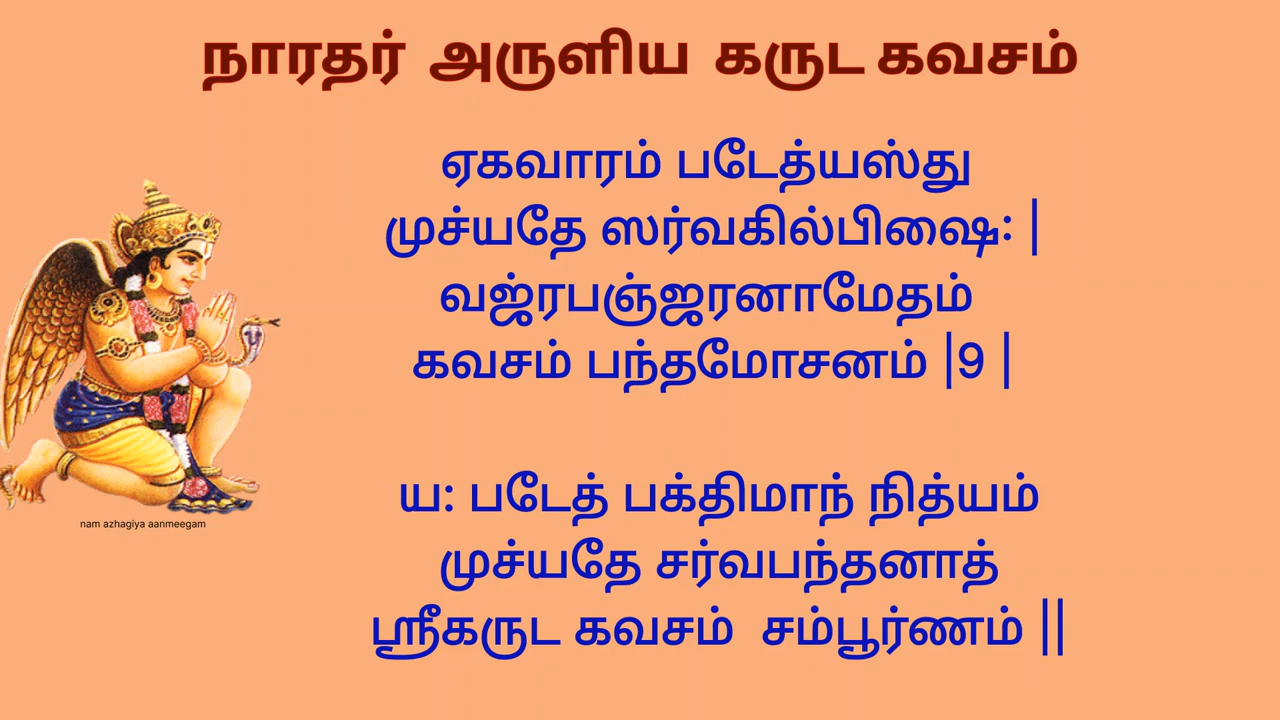 நாரதர் அருளிய கருட கவசம்
ஏகவாரம் படேத்யஸ்து
முச்யதே ஸர்வகில்பிஷை: |
வஜ்ரபஞ்ஜரனாமேதம்
கவசம் பந்தமோசனம் |9 |
ய: படேத் பக்திமாந் நித்யம்
முச்யதே சர்வபந்தனாத்
ஸ்ரீகருட கவசம் சம்பூர்ணம் ||
nam azhagiya aanmeegam